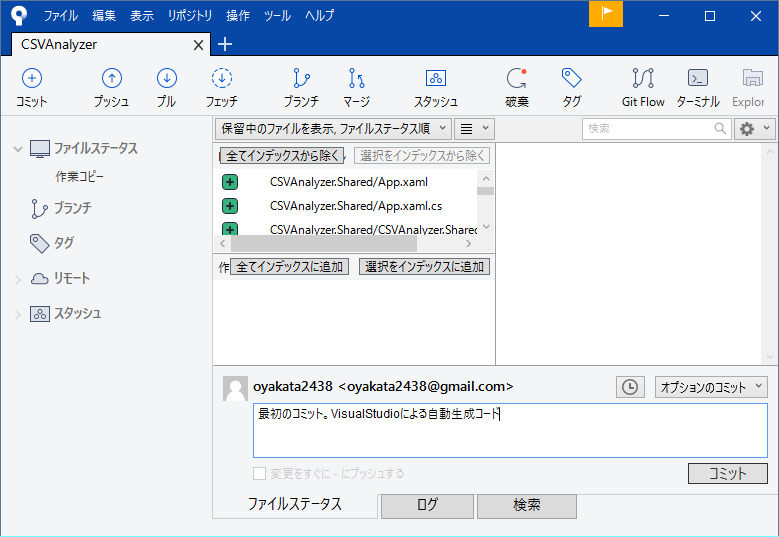 ファイル 編集 表示 リポジトリ 操作 ツール ヘルプ
CSVAnalyzer
コミット プッシュ プル フェッチ ブランチ マージ スタッシュ 破棄 タグ Git Flow ターミナル Explor
ファイルステータス
作業コピー
ブランチ
タグ
リモート
スタッシュ
保留中のファイルを表示, ファイルステータス順
検索
全てインデックスから除く 選択をインデックスから除く
CSVAnalyzer.Shared/App.xaml
CSVAnalyzer.Shared/App.xaml.cs
CSVAnalyzer.Shared/CSVAnalyzer.Shared
作 全てインデックスに追加 選択をインデックスに追加
oyakata2438 <oyakata2438@gmail.com>
オプションのコミット
最初のコミット。VisualStudioによる自動生成コード
変更をすぐに - にプッシュする
コミット
ファイルステータス ログ 検索